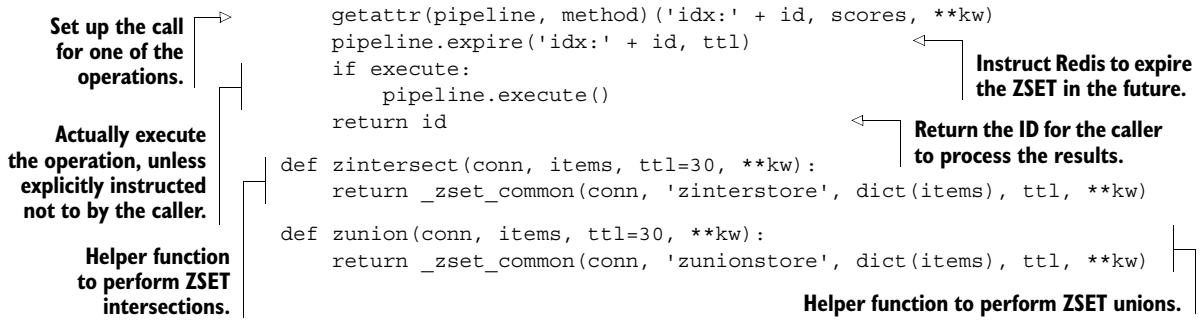 Set up the call
for one of the
operations.
getattr(pipeline, method)('idx:' + id, scores, **kw)
pipeline.expire('idx:' + id, ttl)
if execute:
pipeline.execute()
return id
Instruct Redis to expire
the ZSET in the future.
Actually execute
the operation, unless
explicitly instructed
not to by the caller.
Return the ID for the caller
to process the results.
def zintersect(conn, items, ttl=30, **kw):
return _zset_common(conn, 'zinterstore', dict(items), ttl, **kw)
def zunion(conn, items, ttl=30, **kw):
return _zset_common(conn, 'zunionstore', dict(items), ttl, **kw)
Helper function
to perform ZSET
intersections.
Helper function to perform ZSET unions.